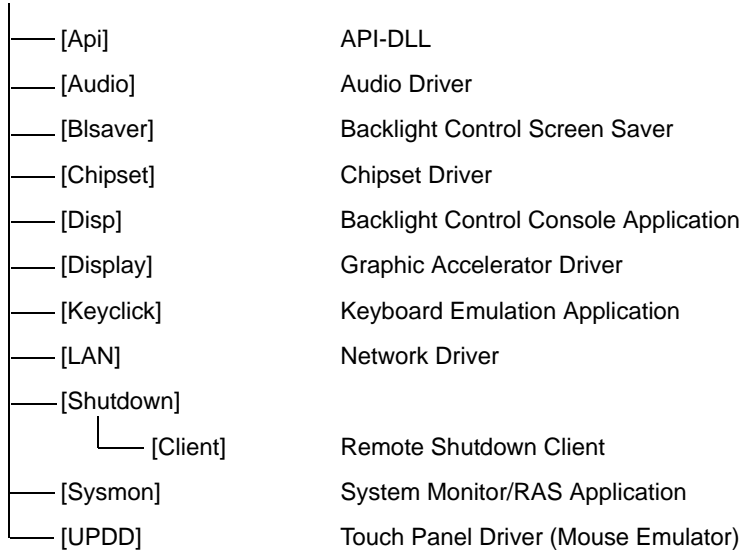 [Api] API-DLL
[Audio] Audio Driver
[Blsaver] Backlight Control Screen Saver
[Chipset] Chipset Driver
[Disp] Backlight Control Console Application
[Display] Graphic Accelerator Driver
[Keyclick] Keyboard Emulation Application
[LAN] Network Driver
[Shutdown]
[Client] Remote Shutdown Client
[Sysmon] System Monitor/RAS Application
[UPDD] Touch Panel Driver (Mouse Emulator)